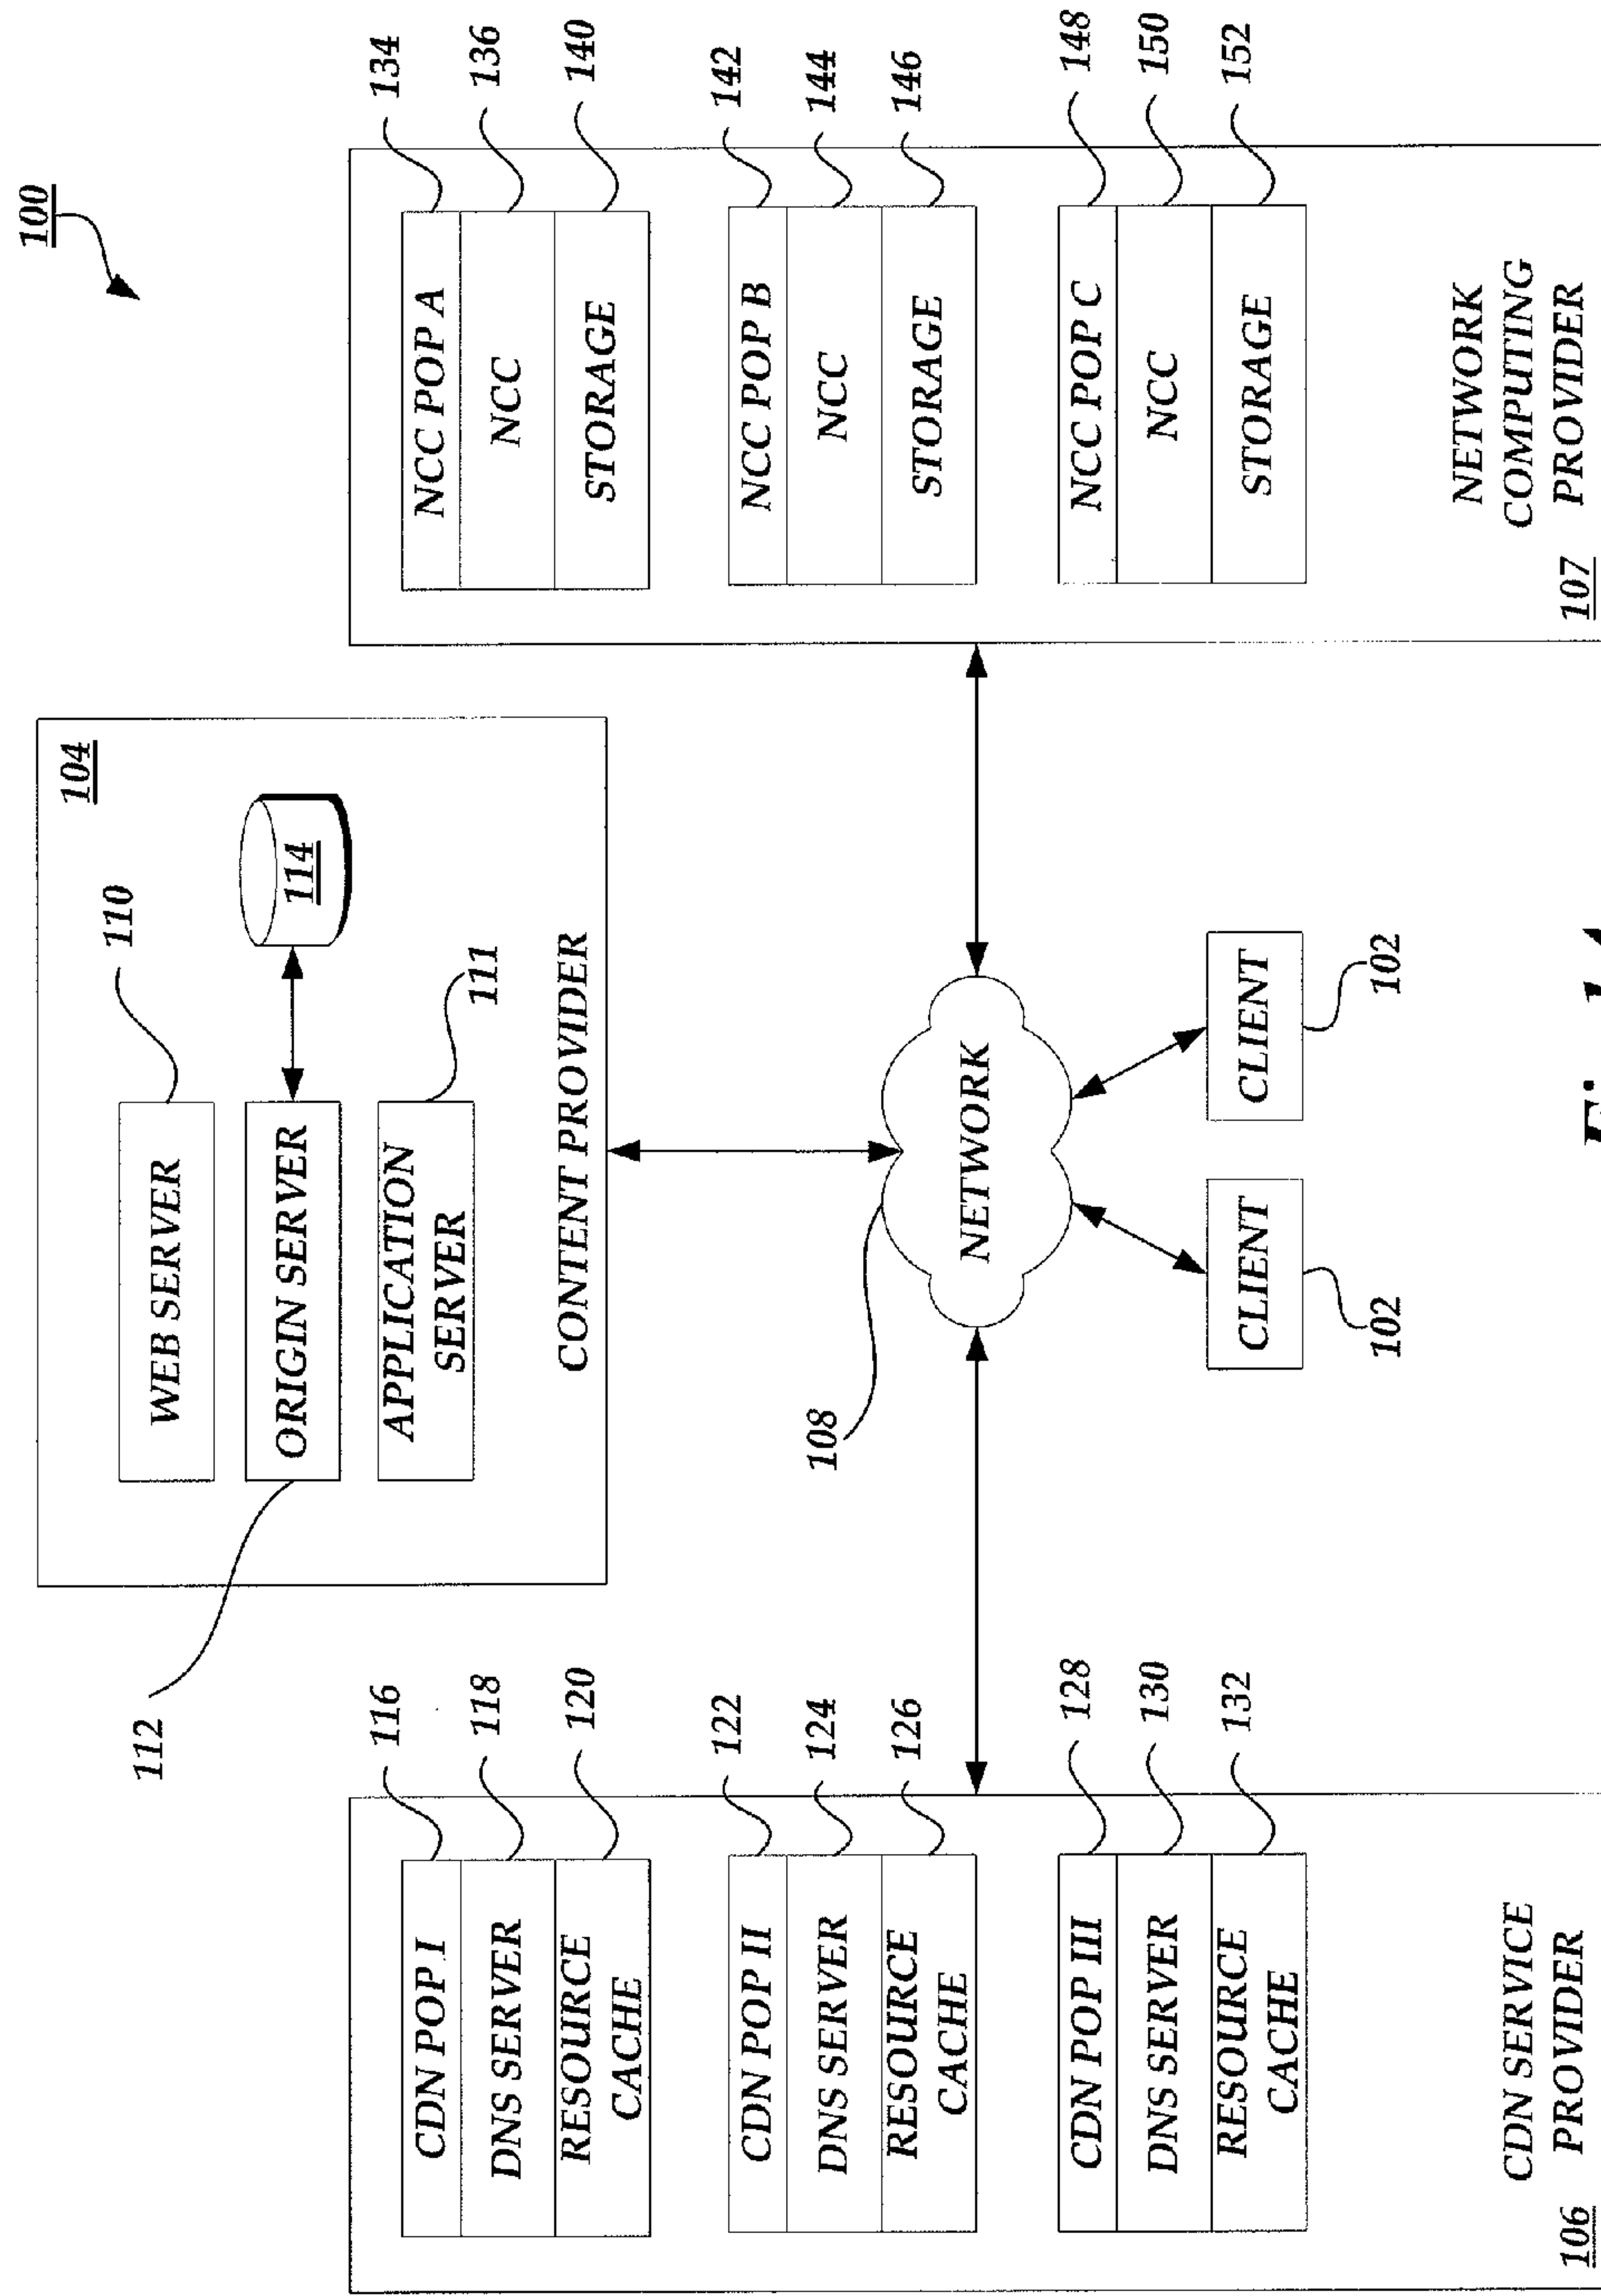 100
104
WEB SERVER
110
ORIGIN SERVER
112
114
APPLICATION
SERVER
111
CONTENT PROVIDER
CDN POP I
116
DNS SERVER
118
RESOURCE
CACHE
120
CDN POP II
122
DNS SERVER
124
RESOURCE
CACHE
126
CDN POP III
128
DNS SERVER
130
RESOURCE
CACHE
132
CDN SERVICE
PROVIDER
106
108
NETWORK
CLIENT
102
CLIENT
102
NCC POP A
134
NCC
136
STORAGE
140
NCC POP B
142
NCC
144
STORAGE
146
NCC POP C
148
NCC
150
STORAGE
152
NETWORK
COMPUTING
PROVIDER
107